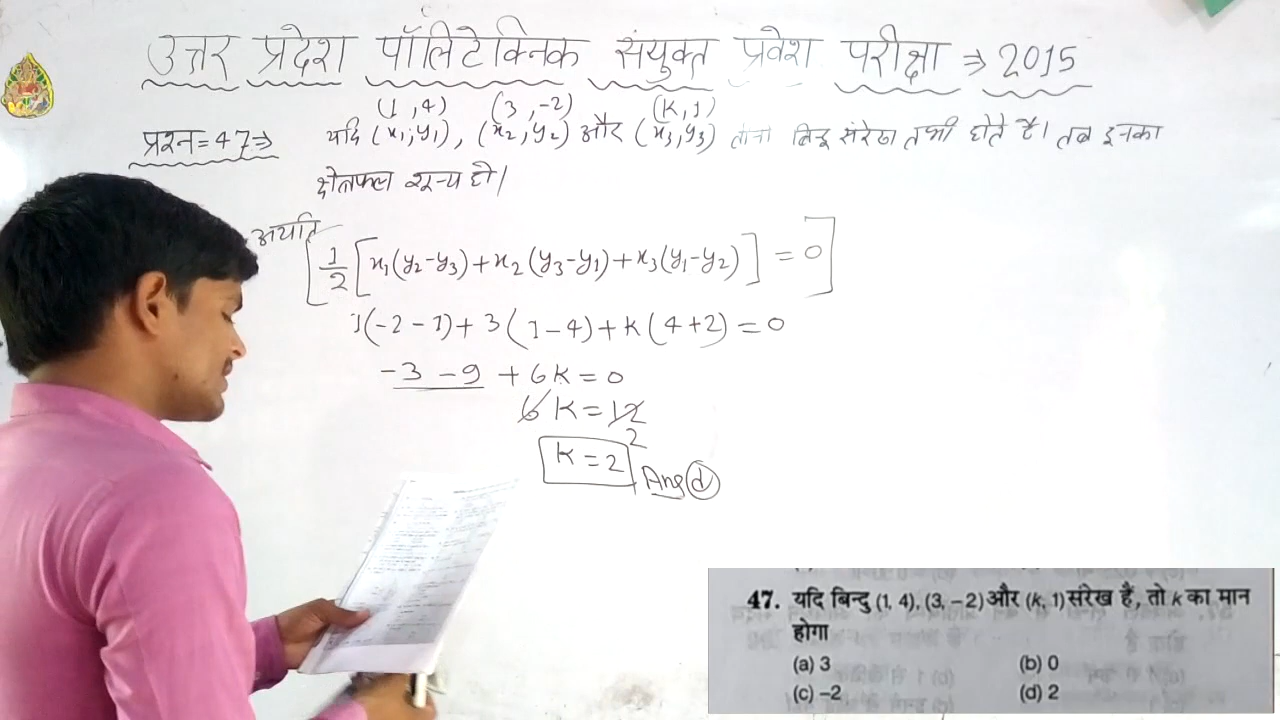 उत्तर प्रदेश पॉलिटेक्निक संयुक्त प्रवेश परीक्षा ⇒ 2015
(1, 4) (3, -2) (K, 1)
प्रश्न=47⇒ यदि (x₁, y₁), (x₂, y₂) और (x₃, y₃) तीनो बिन्दु संरेख तभी होते है। तब इनका
क्षेत्रफल शून्य हो।
अर्थात
[1/2 [x₁(y₂-y₃)+x₂(y₃-y₁)+x₃(y₁-y₂)] = 0]
1(-2-1)+3(1-4)+K(4+2)=0
-3 -9 + 6K = 0
6K = 12
2
K = 2 Ans (d)
47. यदि बिन्दु (1, 4), (3, -2) और (k, 1) संरेख हैं, तो k का मान
होगा
(a) 3 (b) 0
(c) -2 (d) 2